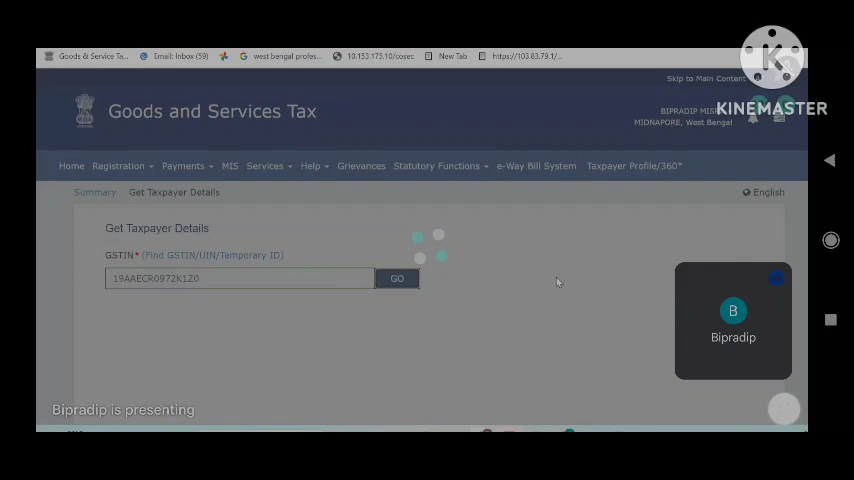 Goods & Service Ta...
Email: Inbox (59)
west bengal profes...
10.153.175.10/cosec
New Tab
https://103.83.79.1/...
Skip to Main Content
KINEMASTER
Goods and Services Tax
BIPRADIP
MIDNAPORE, West Bengal
Home Registration Payments MIS Services Help Grievances Statutory Functions e-Way Bill System Taxpayer Profile/360°
Summary Get Taxpayer Details English
Get Taxpayer Details
GSTIN* (Find GSTIN/UIN/Temporary ID)
19AAECR0972K1Z0 GO
B
Bipradip
Bipradip is presenting